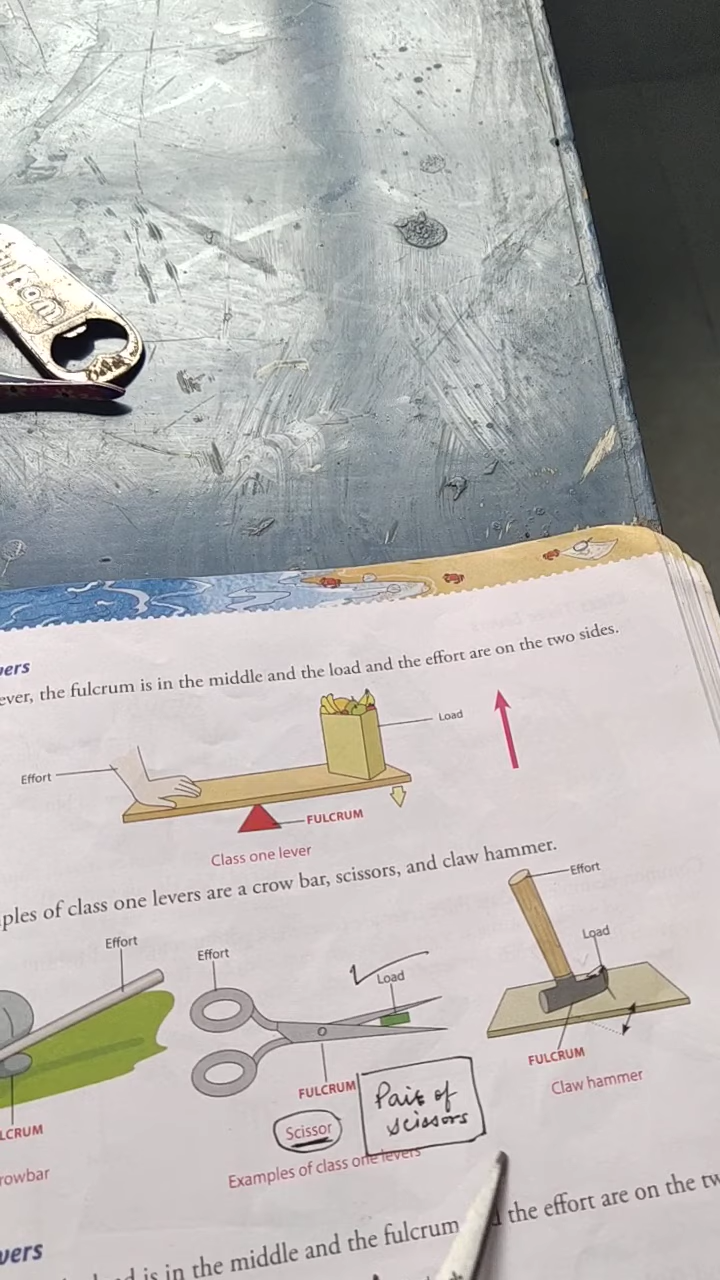 ever, the fulcrum is in the middle and the load and the effort are on the two sides.
Load
Effort
FULCRUM
Class one lever
ples of class one levers are a crow bar, scissors, and claw hammer.
Effort
Effort
Effort
Load
Load
FULCRUM
FULCRUM
LCRUM
Scissor
Pair of
scissors
Claw hammer
rowbar
Examples of class one levers
vers
d is in the middle and the fulcrum the effort are on the tw